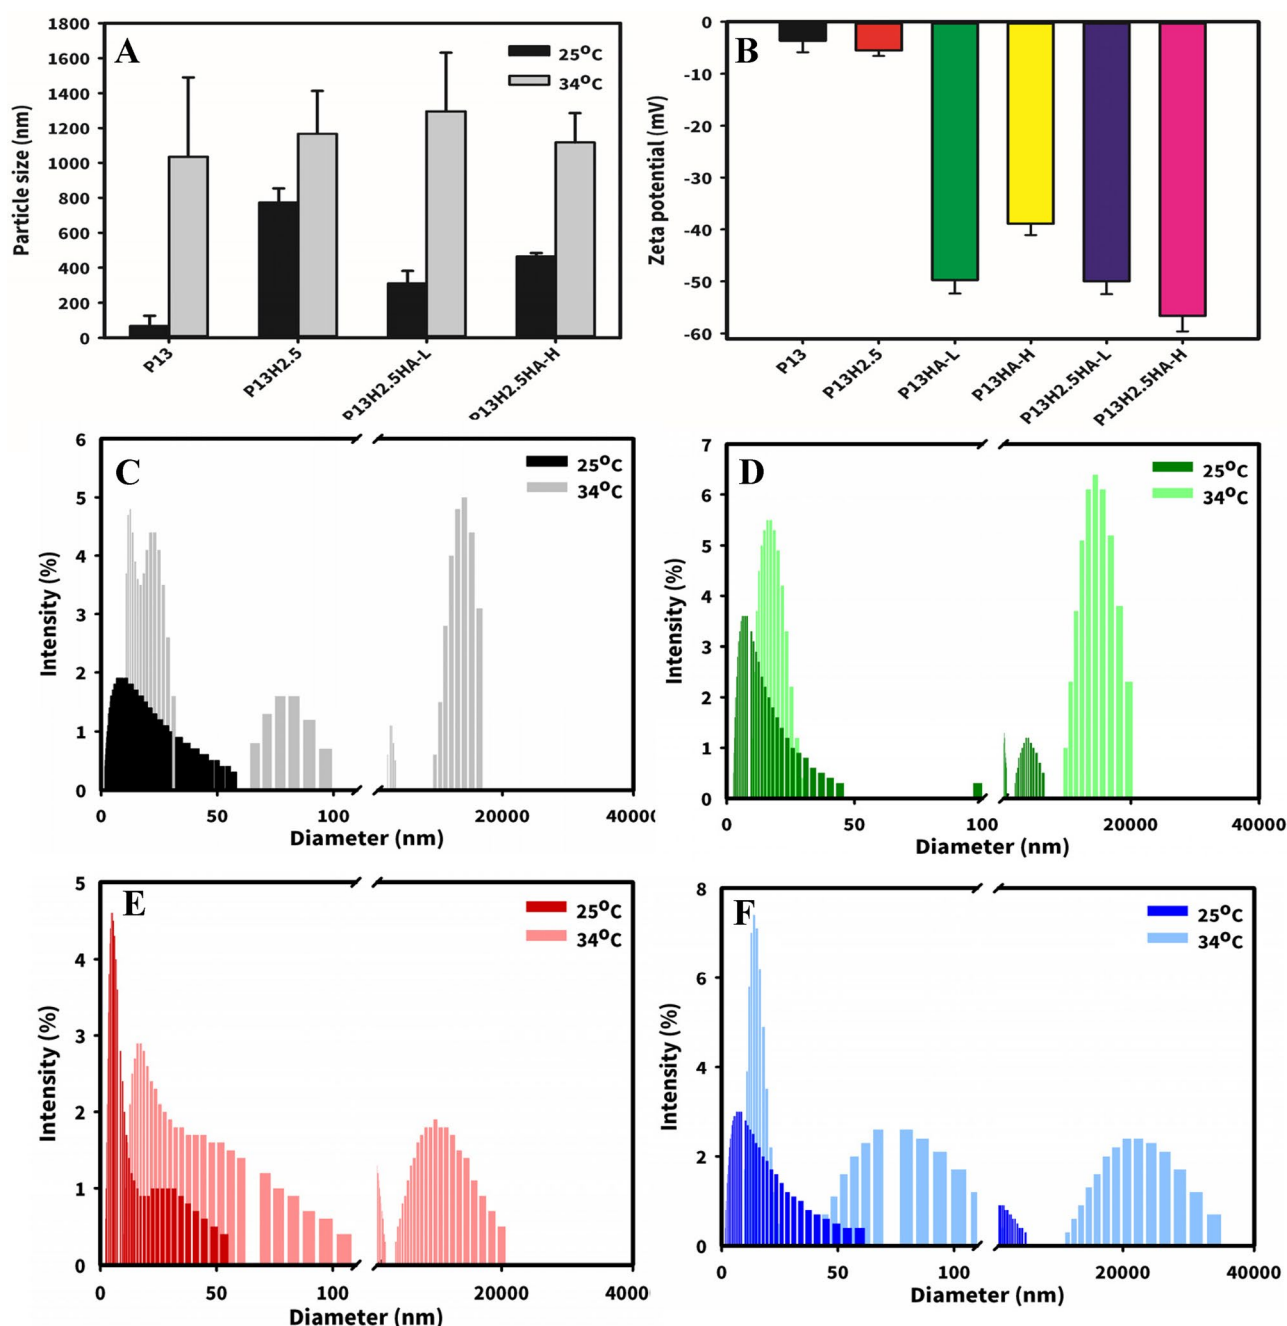 A
25°C
34°C
Particle size (nm)
1800
1600
1400
1200
1000
800
600
400
200
0
P13
P13H2.5
P13H2.5HA-L
P13H2.5HA-H
B
Zeta potential (mV)
0
-10
-20
-30
-40
-50
-60
P13
P13H2.5
P13HA-L
P13HA-H
P13H2.5HA-L
P13H2.5HA-H
C
25°C
34°C
Intensity (%)
6
5
4
3
2
1
0
0 50 100 20000 40000
Diameter (nm)
D
25°C
34°C
Intensity (%)
7
6
5
4
3
2
1
0
0 50 100 20000 40000
Diameter (nm)
E
25°C
34°C
Intensity (%)
5
4
3
2
1
0
0 50 100 20000 40000
Diameter (nm)
F
25°C
34°C
Intensity (%)
8
6
4
2
0
0 50 100 20000 40000
Diameter (nm)